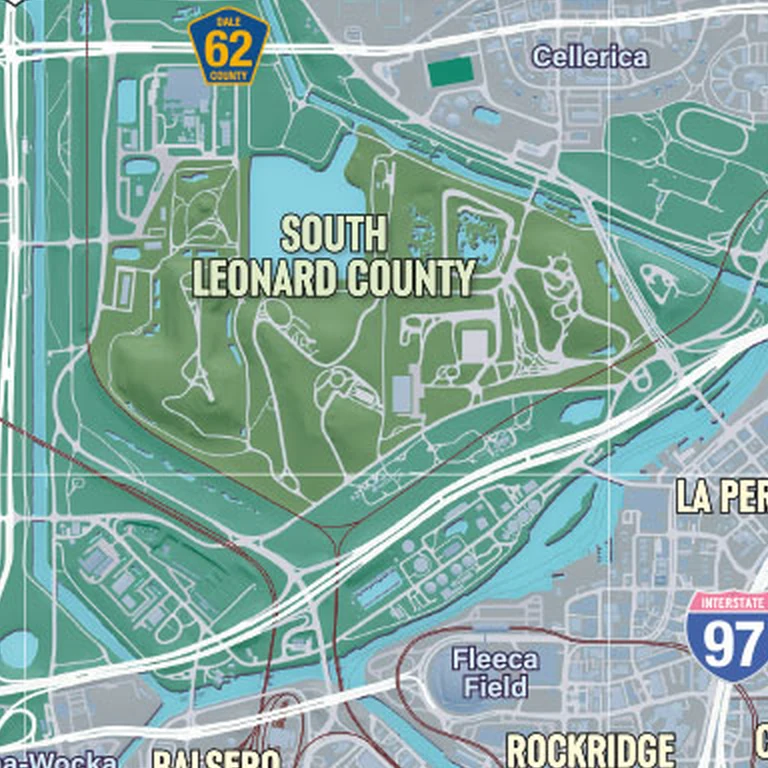 DALE
62
COUNTY
Cellerica
SOUTH
LEONARD COUNTY
LA PER
INTERSTATE
97
Fleeca
Field
ROCKRIDGE